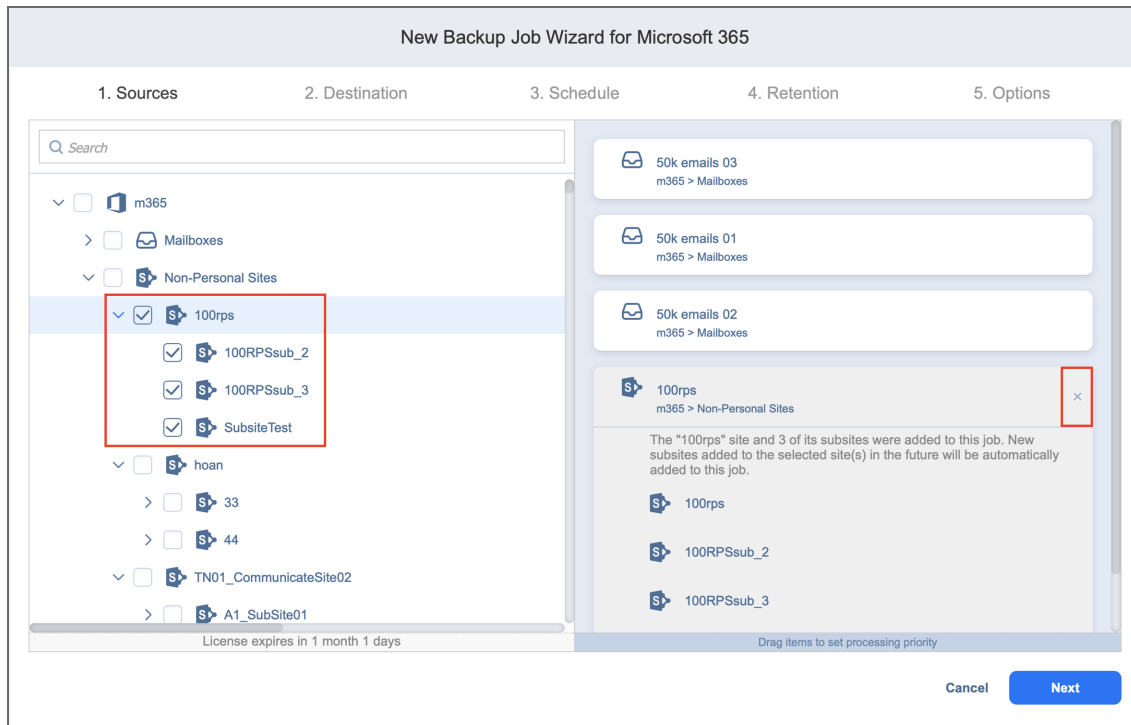 New Backup Job Wizard for Microsoft 365
1. Sources
2. Destination
3. Schedule
4. Retention
5. Options
Search
m365
Mailboxes
Non-Personal Sites
100rps
100RPSsub_2
100RPSsub_3
SubsiteTest
hoan
33
44
TN01_CommunicateSite02
A1_SubSite01
License expires in 1 month 1 days
50k emails 03
m365 > Mailboxes
50k emails 01
m365 > Mailboxes
50k emails 02
m365 > Mailboxes
100rps
m365 > Non-Personal Sites
The "100rps" site and 3 of its subsites were added to this job. New
subsites added to the selected site(s) in the future will be automatically
added to this job.
100rps
100RPSsub_2
100RPSsub_3
Drag items to set processing priority
Cancel
Next